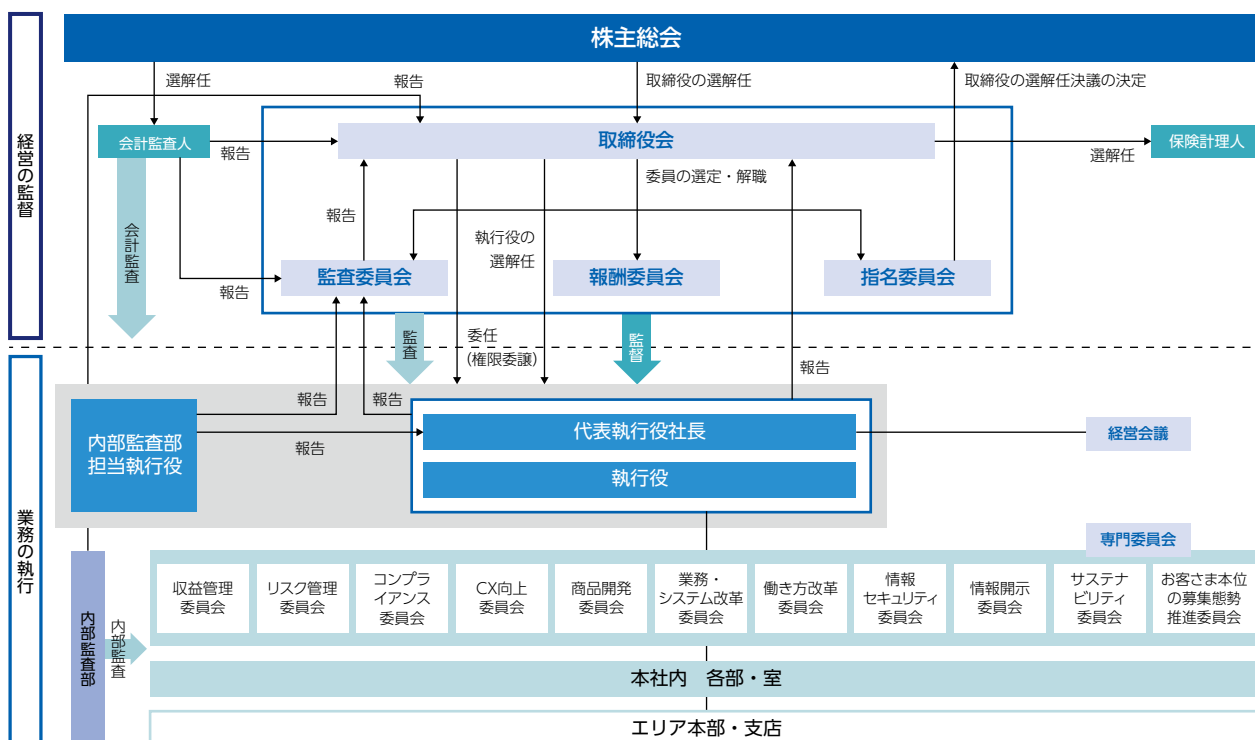 株主総会
選解任
報告
取締役の選解任
取締役の選解任決議の決定
経営の監督
会計監査人
報告
取締役会
選解任
保険計理人
委員の選定・解職
報告
執行役の
選解任
会計監査
報告
監査委員会
報酬委員会
指名委員会
監査
委任
(権限委譲)
監督
報告
業務の執行
内部監査部
担当執行役
報告
報告
報告
代表執行役社長
執行役
経営会議
専門委員会
収益管理
委員会
リスク管理
委員会
コンプラ
イアンス
委員会
CX向上
委員会
商品開発
委員会
業務・
システム改革
委員会
働き方改革
委員会
情報
セキュリティ
委員会
情報開示
委員会
サステナ
ビリティ
委員会
お客さま本位
の募集態勢
推進委員会
内部監査部
内部監査
本社内　各部・室
エリア本部・支店